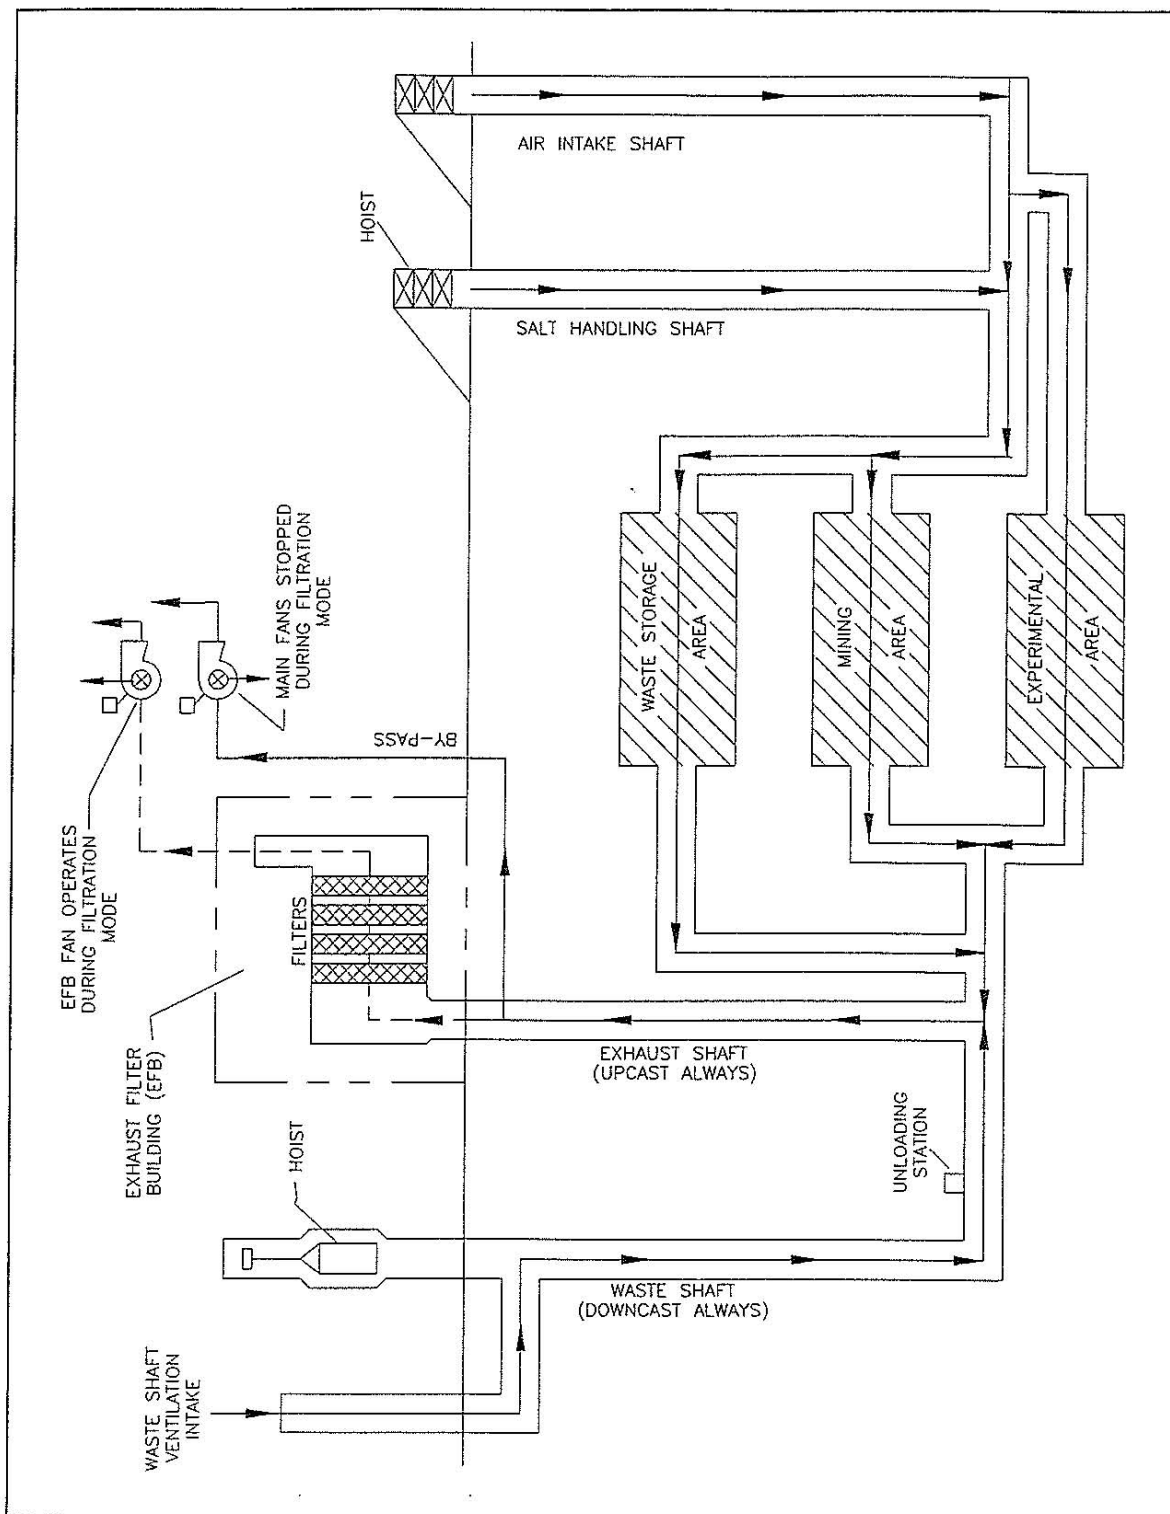 AIR INTAKE SHAFT
HOIST
SALT HANDLING SHAFT
MAIN FANS STOPPED
DURING FILTRATION
MODE
BY-PASS
EFB FAN OPERATES
DURING FILTRATION
MODE
FILTERS
EXHAUST FILTER
BUILDING (EFB)
HOIST
WASTE SHAFT
VENTILATION
INTAKE
EXHAUST SHAFT
(UPCAST ALWAYS)
WASTE SHAFT
(DOWNCAST ALWAYS)
UNLOADING
STATION
WASTE STORAGE
AREA
MINING
AREA
EXPERIMENTAL
AREA